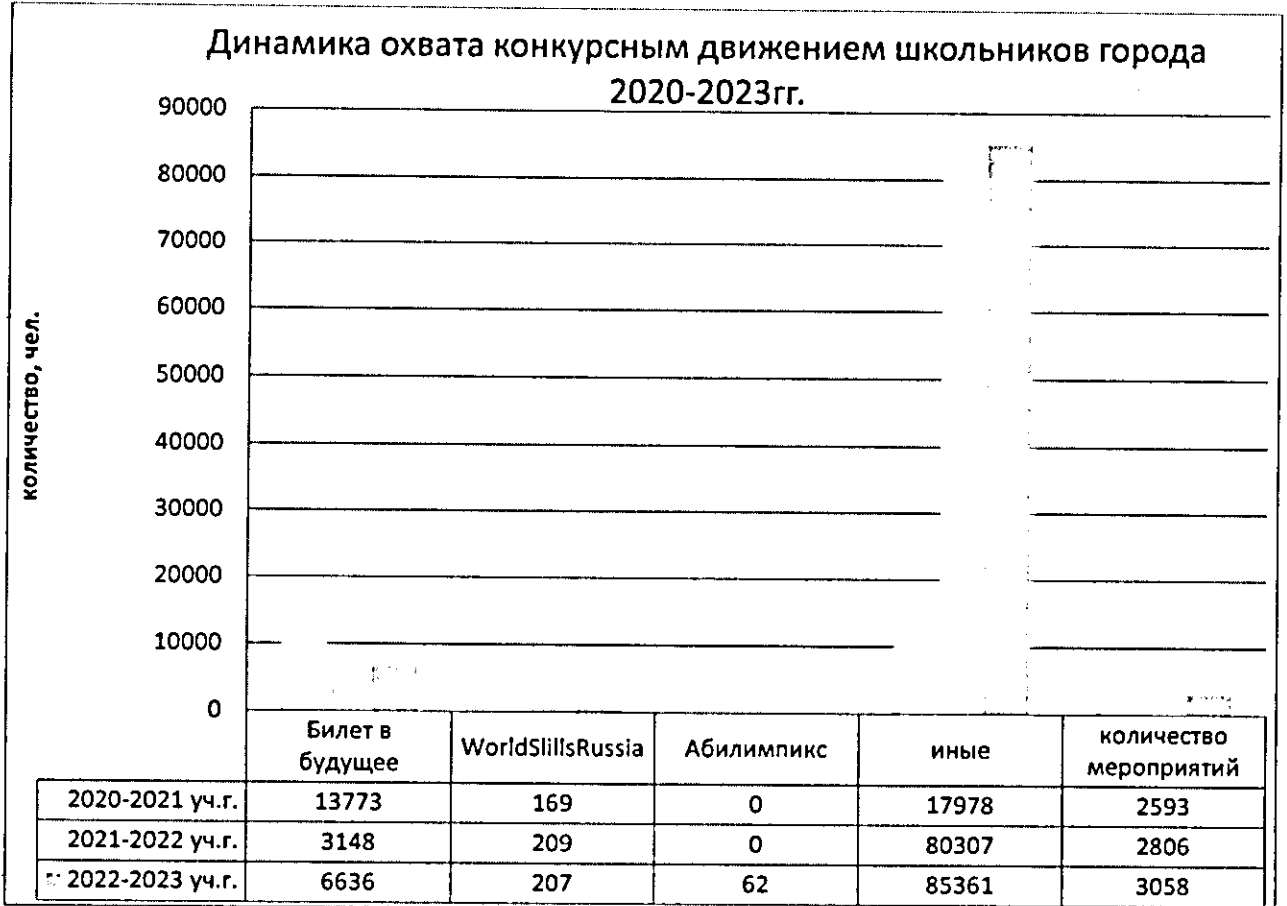 Динамика охвата конкурсным движением школьников города
2020-2023гг.
количество, чел.
90000
80000
70000
60000
50000
40000
30000
20000
10000
0
Билет в
будущее
WorldSlillsRussia
Абилимпикс
иные
количество
мероприятий
2020-2021 уч.г. 13773 169 0 17978 2593
2021-2022 уч.г. 3148 209 0 80307 2806
2022-2023 уч.г. 6636 207 62 85361 3058